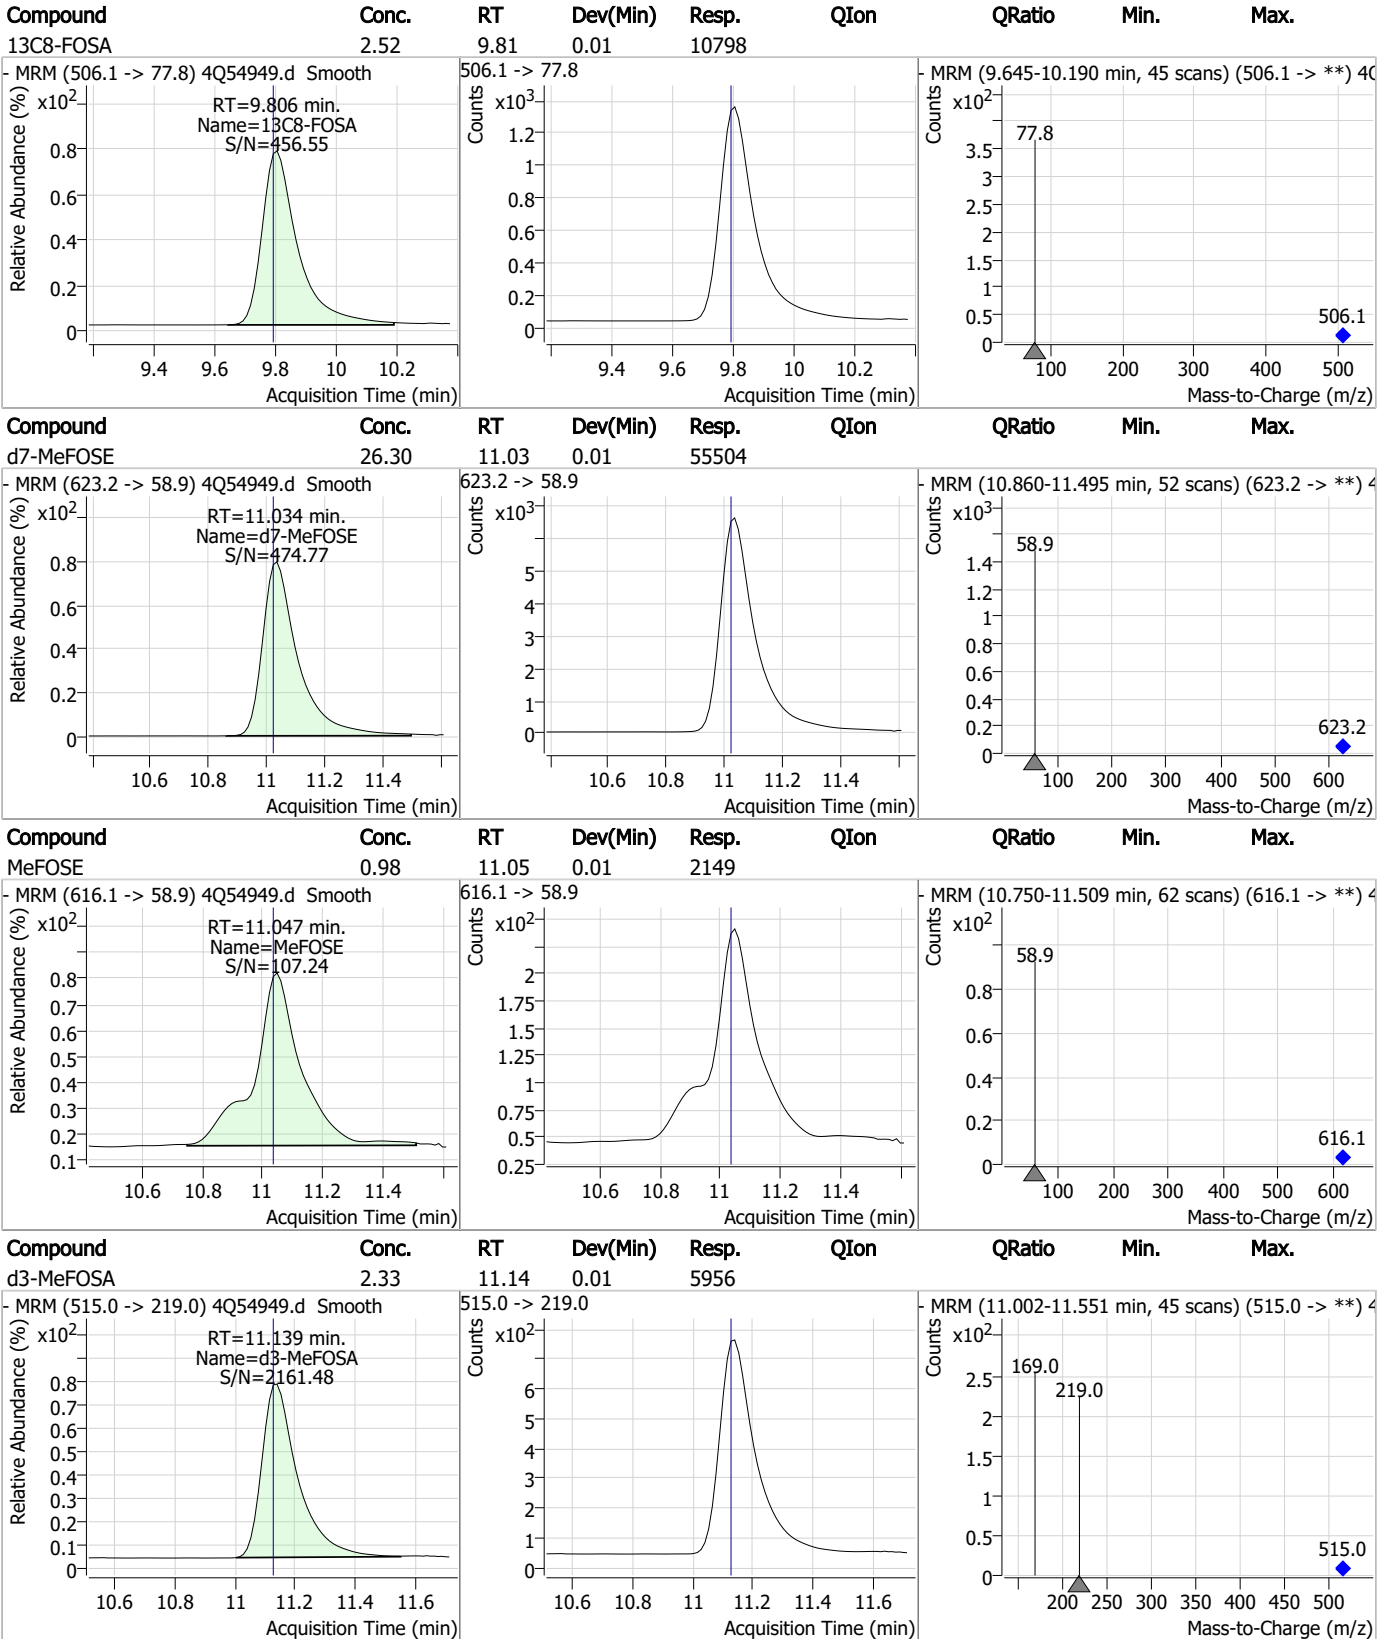 Compound Conc. RT Dev(Min) Resp. QIon QRatio Min. Max.
13C8-FOSA 2.52 9.81 0.01 10798
- MRM (506.1 -> 77.8) 4Q54949.d Smooth
Relative Abundance (%)
x10²
RT=9.806 min.
Name=13C8-FOSA
S/N=456.55
0.8
0.6
0.4
0.2
0
9.4 9.6 9.8 10 10.2
Acquisition Time (min)
506.1 -> 77.8
Counts
x10³
1.2
1
0.8
0.6
0.4
0.2
0
9.4 9.6 9.8 10 10.2
Acquisition Time (min)
- MRM (9.645-10.190 min, 45 scans) (506.1 -> **)
Counts
x10²
77.8
3.5
3
2.5
2
1.5
1
0.5
0
506.1
100 200 300 400 500
Mass-to-Charge (m/z)
Compound Conc. RT Dev(Min) Resp. QIon QRatio Min. Max.
d7-MeFOSE 26.30 11.03 0.01 55504
- MRM (623.2 -> 58.9) 4Q54949.d Smooth
Relative Abundance (%)
x10²
RT=11.034 min.
Name=d7-MeFOSE
S/N=474.77
0.8
0.6
0.4
0.2
0
10.6 10.8 11 11.2 11.4
Acquisition Time (min)
623.2 -> 58.9
Counts
x10³
5
4
3
2
1
0
10.6 10.8 11 11.2 11.4
Acquisition Time (min)
- MRM (10.860-11.495 min, 52 scans) (623.2 -> **) 4
Counts
x10³
58.9
1.4
1.2
1
0.8
0.6
0.4
0.2
0
623.2
100 200 300 400 500 600
Mass-to-Charge (m/z)
Compound Conc. RT Dev(Min) Resp. QIon QRatio Min. Max.
MeFOSE 0.98 11.05 0.01 2149
- MRM (616.1 -> 58.9) 4Q54949.d Smooth
Relative Abundance (%)
x10²
RT=11.047 min.
Name=MeFOSE
S/N=107.24
0.8
0.7
0.6
0.5
0.4
0.3
0.2
0.1
10.6 10.8 11 11.2 11.4
Acquisition Time (min)
616.1 -> 58.9
Counts
x10²
2
1.75
1.5
1.25
1
0.75
0.5
0.25
10.6 10.8 11 11.2 11.4
Acquisition Time (min)
- MRM (10.750-11.509 min, 62 scans) (616.1 -> **) 4
Counts
x10²
58.9
0.8
0.6
0.4
0.2
0
616.1
100 200 300 400 500 600
Mass-to-Charge (m/z)
Compound Conc. RT Dev(Min) Resp. QIon QRatio Min. Max.
d3-MeFOSA 2.33 11.14 0.01 5956
- MRM (515.0 -> 219.0) 4Q54949.d Smooth
Relative Abundance (%)
x10²
RT=11.139 min.
Name=d3-MeFOSA
S/N=2161.48
0.8
0.7
0.6
0.5
0.4
0.3
0.2
0.1
0
10.6 10.8 11 11.2 11.4 11.6
Acquisition Time (min)
515.0 -> 219.0
Counts
x10²
6
5
4
3
2
1
0
10.6 10.8 11 11.2 11.4 11.6
Acquisition Time (min)
- MRM (11.002-11.551 min, 45 scans) (515.0 -> **) 4
Counts
x10²
169.0
219.0
2.5
2
1.5
1
0.5
0
515.0
200 250 300 350 400 450 500
Mass-to-Charge (m/z)